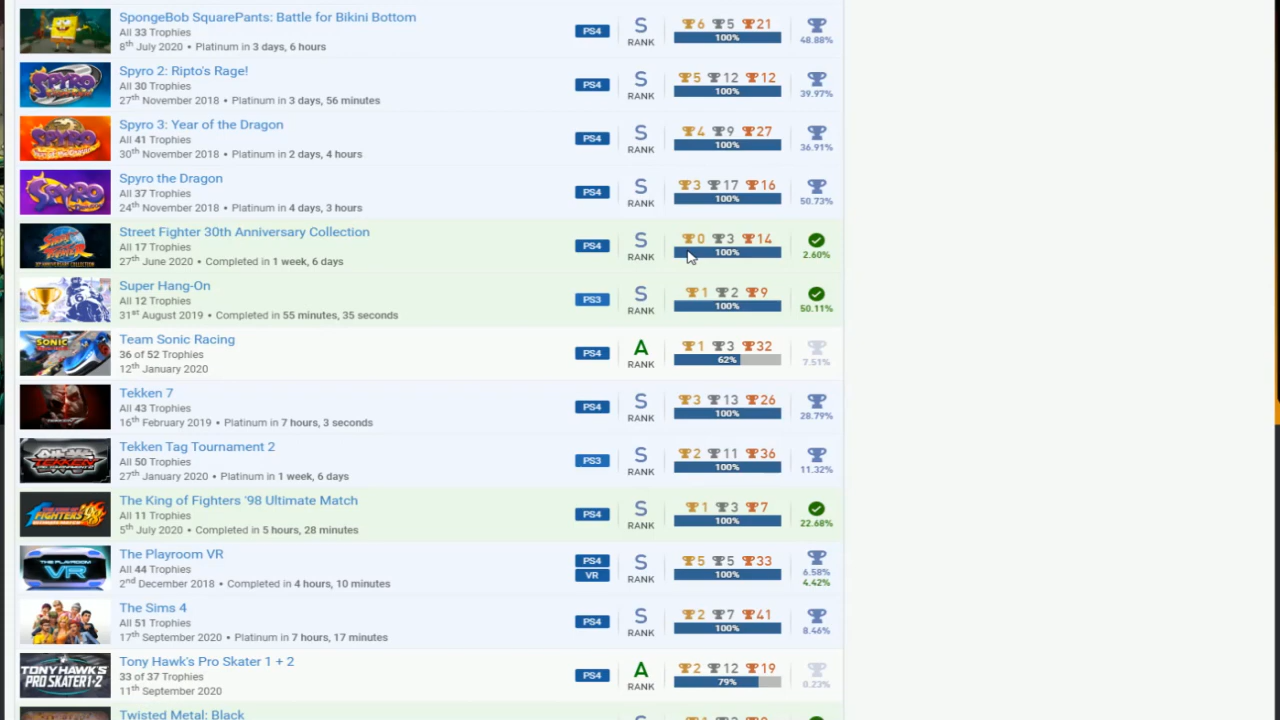 SpongeBob SquarePants: Battle for Bikini Bottom
All 33 Trophies
8th July 2020 • Platinum in 3 days, 6 hours
PS4
S
RANK
6 5 21
100%
48.88%
SPYRO
Spyro 2: Ripto's Rage!
All 30 Trophies
27th November 2018 • Platinum in 3 days, 56 minutes
PS4
S
RANK
5 12 12
100%
39.97%
SPYRO
Spyro 3: Year of the Dragon
All 41 Trophies
30th November 2018 • Platinum in 2 days, 4 hours
PS4
S
RANK
4 9 27
100%
36.91%
SPYRO
Spyro the Dragon
All 37 Trophies
24th November 2018 • Platinum in 4 days, 3 hours
PS4
S
RANK
3 17 16
100%
50.73%
Street Fighter 30th Anniversary Collection
All 17 Trophies
27th June 2020 • Completed in 1 week, 6 days
PS4
S
RANK
0 3 14
100%
2.60%
Super Hang-On
All 12 Trophies
31st August 2019 • Completed in 55 minutes, 35 seconds
PS3
S
RANK
1 2 9
100%
50.11%
TEAM SONIC RACING
Team Sonic Racing
36 of 52 Trophies
12th January 2020
PS4
A
RANK
1 3 32
62%
7.51%
Tekken 7
All 43 Trophies
16th February 2019 • Platinum in 7 hours, 3 seconds
PS4
S
RANK
3 13 26
100%
28.79%
TEKKEN
Tekken Tag Tournament 2
All 50 Trophies
27th January 2020 • Platinum in 1 week, 6 days
PS3
S
RANK
2 11 36
100%
11.32%
The King of Fighters '98 Ultimate Match
All 11 Trophies
5th July 2020 • Completed in 5 hours, 28 minutes
PS4
S
RANK
1 3 7
100%
22.68%
THE PLAYROOM
VR
The Playroom VR
All 44 Trophies
2nd December 2018 • Completed in 4 hours, 10 minutes
PS4
VR
S
RANK
5 5 33
100%
6.58%
4.42%
The Sims 4
All 51 Trophies
17th September 2020 • Platinum in 7 hours, 17 minutes
PS4
S
RANK
2 7 41
100%
8.46%
TONY HAWK'S
PRO SKATER 1+2
Tony Hawk's Pro Skater 1 + 2
33 of 37 Trophies
11th September 2020
PS4
A
RANK
2 12 19
79%
0.23%
Twisted Metal: Black